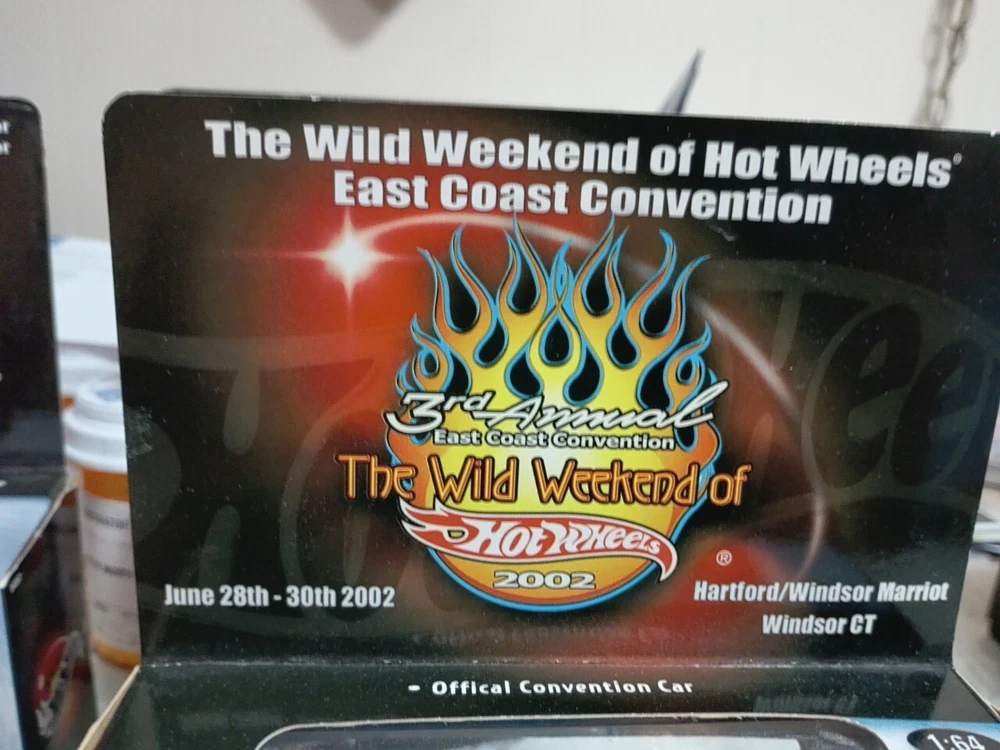 The Wild Weekend of Hot Wheels®
East Coast Convention
3rd Annual
East Coast Convention
The Wild Weekend of
Hot Wheels
®
2002
June 28th - 30th 2002
Hartford/Windsor Marriot
Windsor CT
- Offical Convention Car
1:64